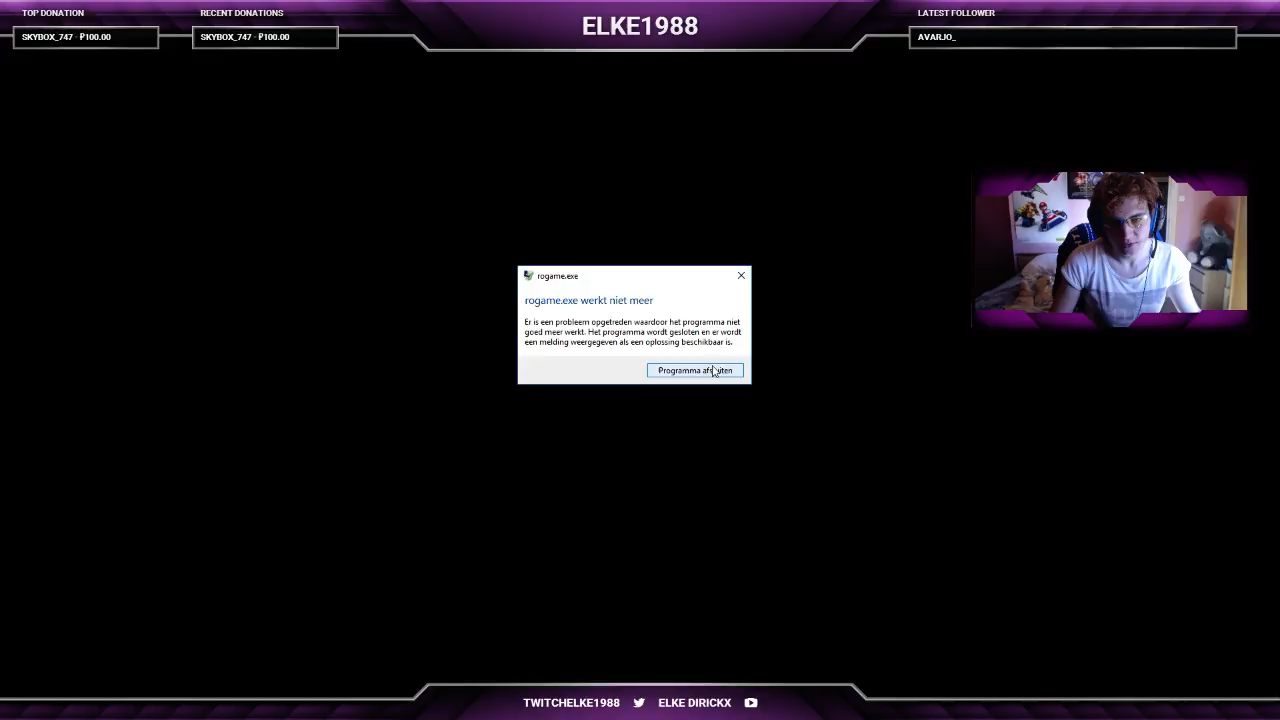 TOP DONATION
RECENT DONATIONS
ELKE1988
LATEST FOLLOWER
SKYBOX_747 - ₱100.00
SKYBOX_747 - ₱100.00
AVARJO_
rogame.exe
rogame.exe werkt niet meer
Er is een probleem opgetreden waardoor het programma niet
goed meer werkt. Het programma wordt gesloten en er wordt
een melding weergegeven als een oplossing beschikbaar is.
Programma afsluiten
TWITCHELKE1988
ELKE DIRICKX